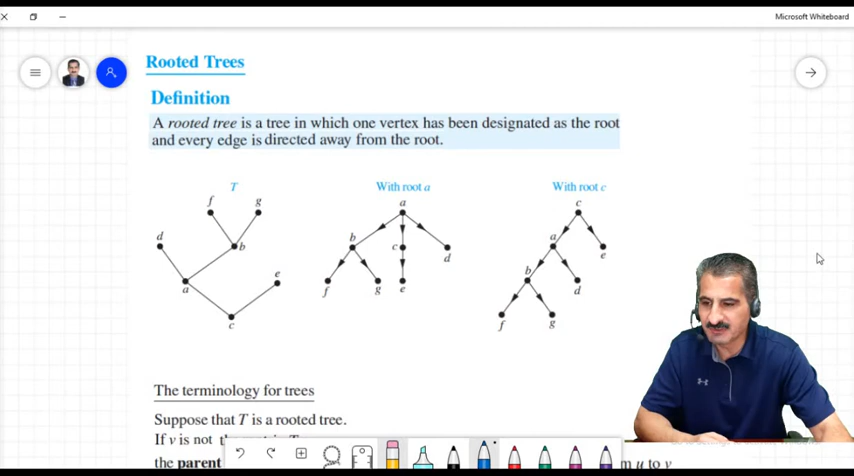 Microsoft Whiteboard
Rooted Trees
Definition
A rooted tree is a tree in which one vertex has been designated as the root
and every edge is directed away from the root.
T
With root a
With root c
f g d b a e c
a b c d f g e
c a e b d f g
The terminology for trees
Suppose that T is a rooted tree.
If v is not
the parent
m u to v